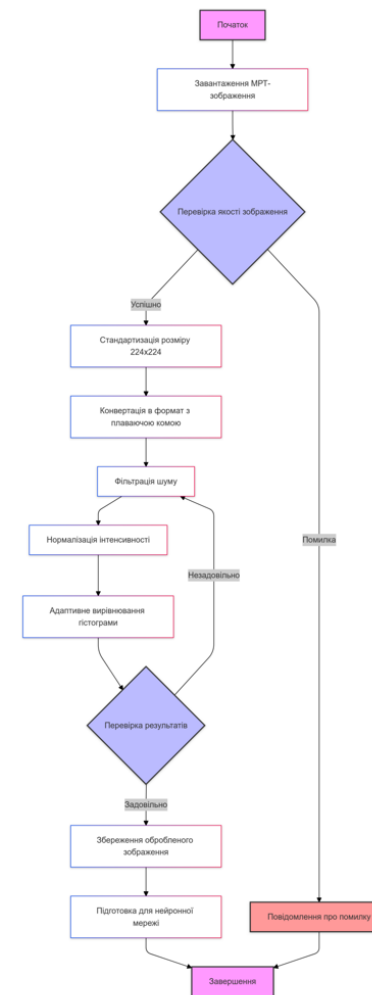 Початок
Завантаження МРТ-
зображення
Перевірка якості зображення
Успішно
Стандартизація розміру
224x224
Конвертація в формат з
плаваючою комою
Фільтрація шуму
Нормалізація інтенсивності
Незадовільно
Помилка
Адаптивне вирівнювання
гістограми
Перевірка результатів
Задовільно
Збереження обробленого
зображення
Підготовка для нейронної
мережі
Повідомлення про помилку
Завершення